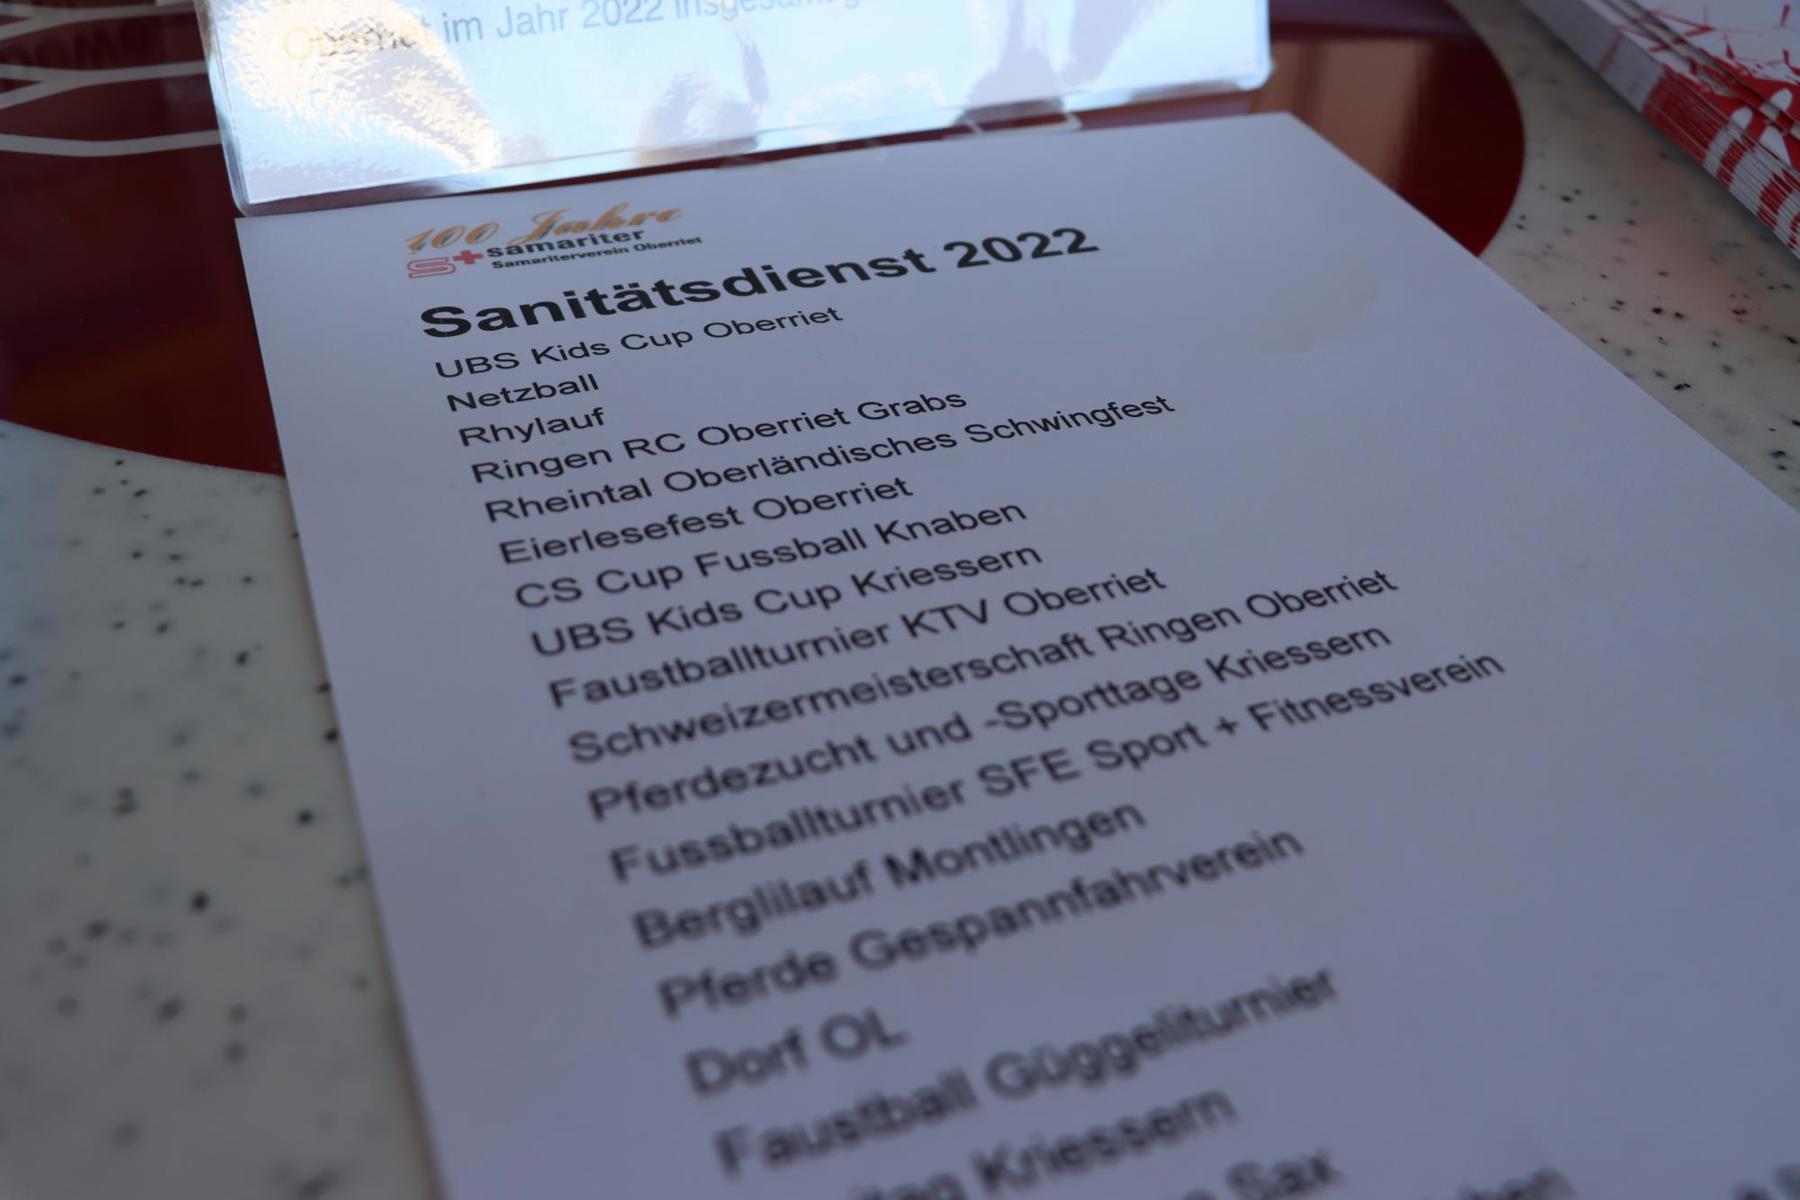 im Jahr 2022 insgesamt
100 Jahre
samariter
Samariterverein Oberriet
Sanitätsdienst 2022
UBS Kids Cup Oberriet
Netzball
Rhylauf
Ringen RC Oberriet Grabs
Rheintal Oberländisches Schwingfest
Eierlesefest Oberriet
CS Cup Fussball Knaben
UBS Kids Cup Kriessern
Faustballturnier KTV Oberriet
Schweizermeisterschaft Ringen Oberriet
Pferdezucht und -Sporttage Kriessern
Fussballturnier SFE Sport + Fitnessverein
Berglilauf Montlingen
Pferde Gespannfahrverein
Dorf OL
Faustball Güggeliturnier
Kriessern
Sax